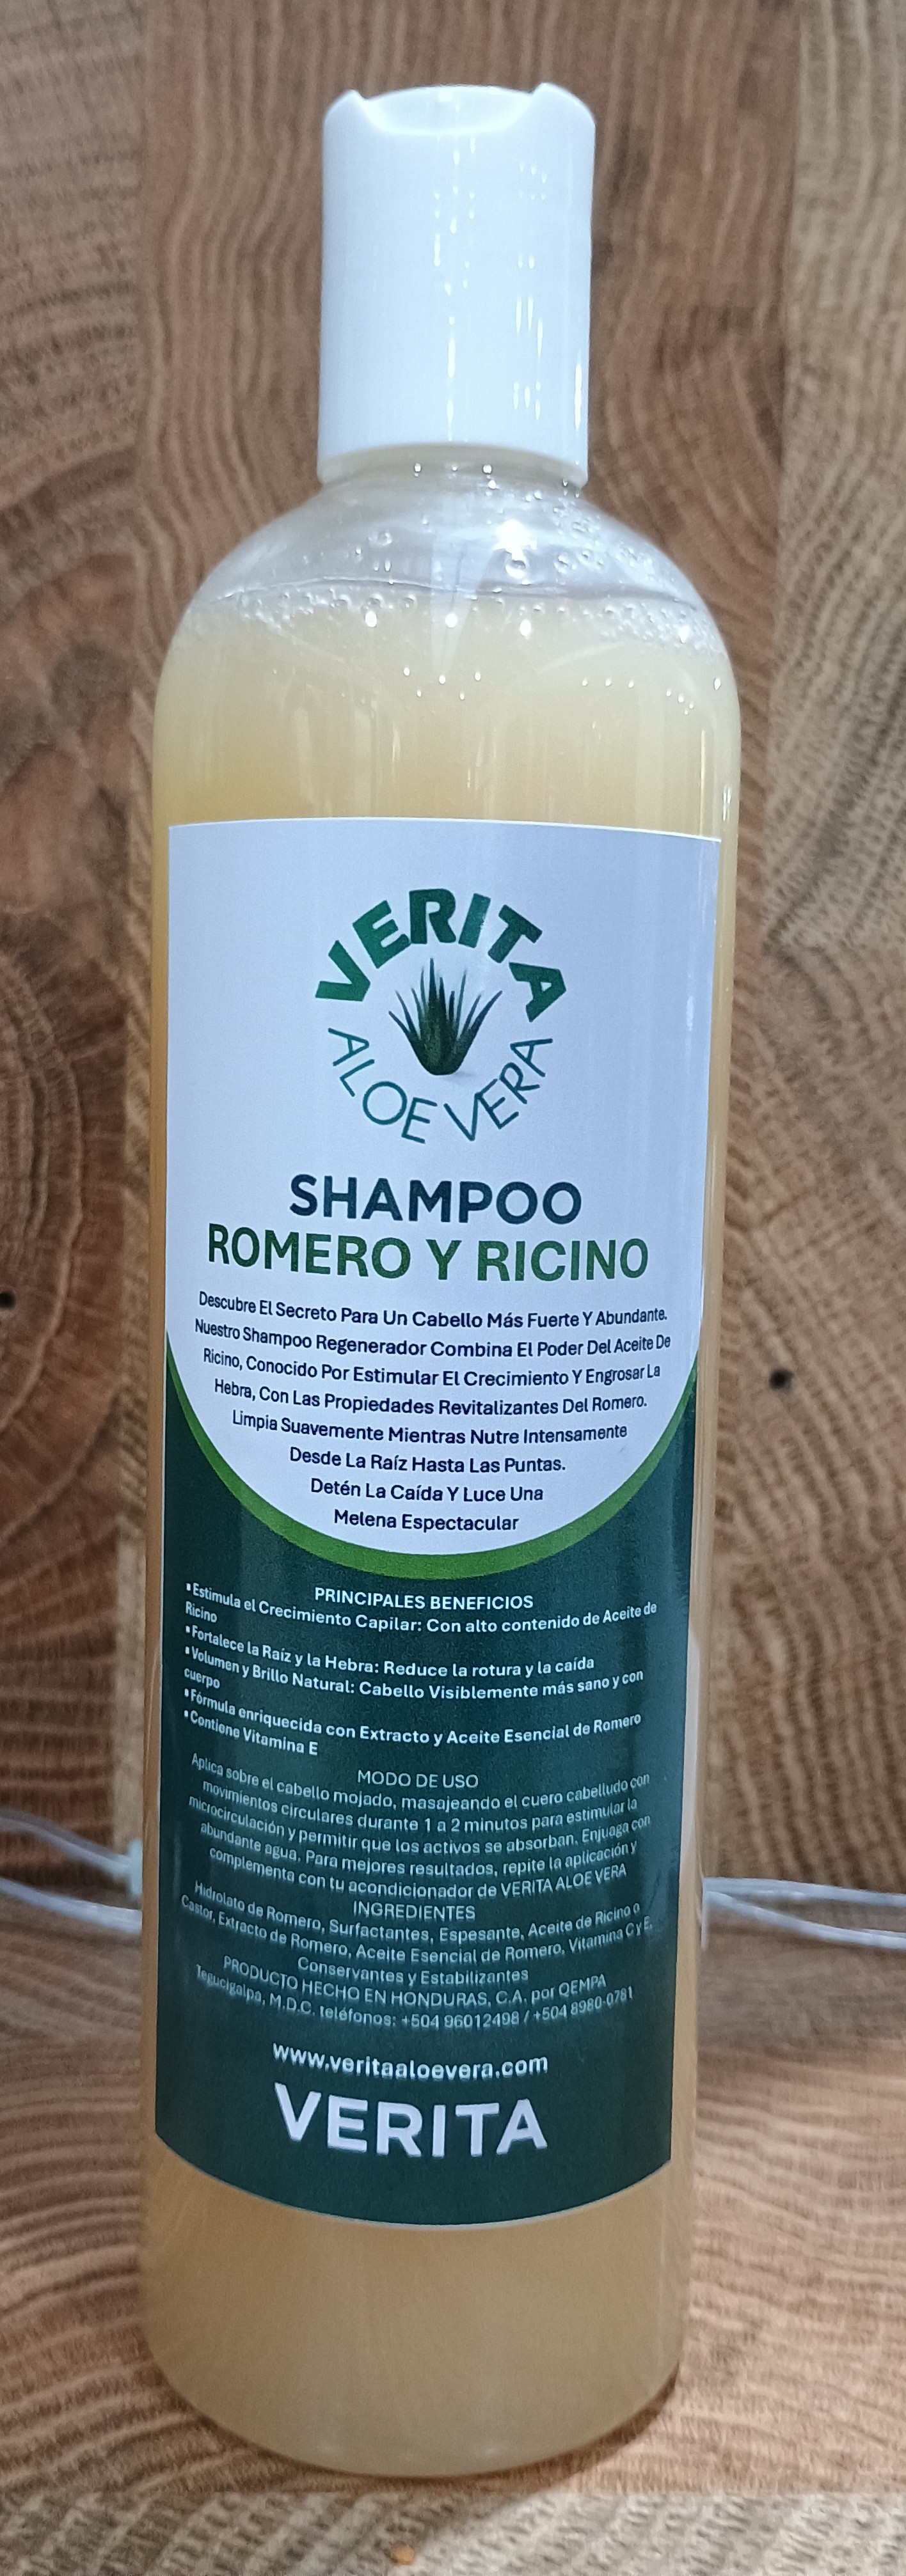 VERITA
ALOE VERA
SHAMPOO
ROMERO Y RICINO
Descubre El Secreto Para Un Cabello Más Fuerte Y Abundante.
Nuestro Shampoo Regenerador Combina El Poder Del Aceite De
Ricino, Conocido Por Estimular El Crecimiento Y Engrosar La
Hebra, Con Las Propiedades Revitalizantes Del Romero.
Limpia Suavemente Mientras Nutre Intensamente
Desde La Raíz Hasta Las Puntas.
Detén La Caída Y Luce Una
Melena Espectacular
PRINCIPALES BENEFICIOS
•Estimula el Crecimiento Capilar: Con alto contenido de Aceite de
Ricino
•Fortalece la Raíz y la Hebra: Reduce la rotura y la caída
•Volumen y Brillo Natural: Cabello Visiblemente más sano y con
cuerpo
•Fórmula enriquecida con Extracto y Aceite Esencial de Romero
•Contiene Vitamina E
MODO DE USO
Aplica sobre el cabello mojado, masajeando el cuero cabelludo con
movimientos circulares durante 1 a 2 minutos para estimular la
microcirculación y permitir que los activos se absorban. Enjuaga con
abundante agua. Para mejores resultados, repite la aplicación y
complementa con tu acondicionador de VERITA ALOE VERA
INGREDIENTES
Hidrolato de Romero, Surfactantes, Espesante, Aceite de Ricino o
Castor, Extracto de Romero, Aceite Esencial de Romero, Vitamina C y E,
Conservantes y Estabilizantes
PRODUCTO HECHO EN HONDURAS, C.A. por QEMPA
Tegucigalpa, M.D.C. teléfonos: +504 96012498 / +504 8980-0781
www.veritaaloevera.com
VERITA